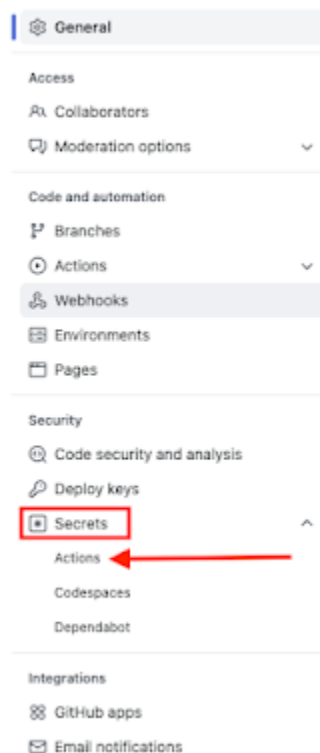 General
Access
Collaborators
Moderation options
Code and automation
Branches
Actions
Webhooks
Environments
Pages
Security
Code security and analysis
Deploy keys
Secrets
Actions
Codespaces
Dependabot
Integrations
GitHub apps
Email notifications